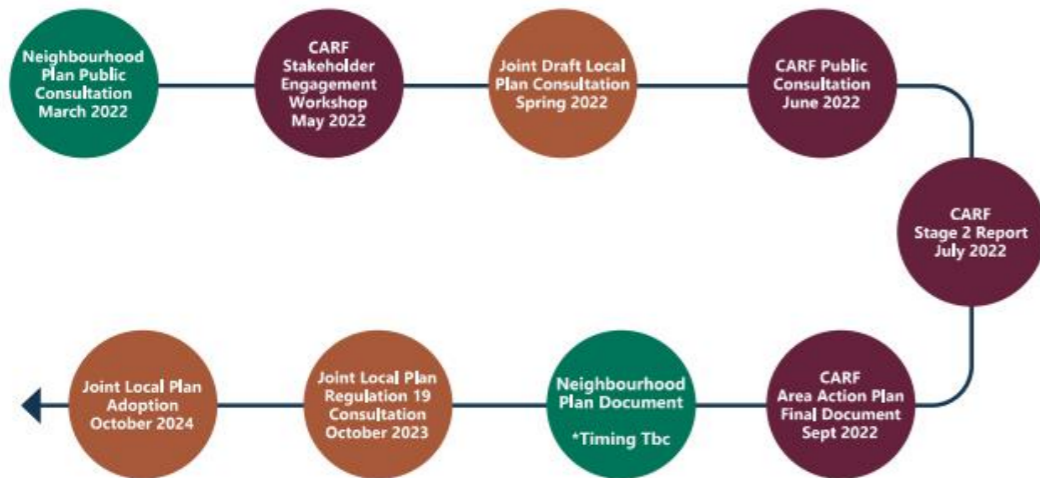 Neighbourhood
Plan Public
Consultation
March 2022
CARF
Stakeholder
Engagement
Workshop
May 2022
Joint Draft Local
Plan Consultation
Spring 2022
CARF Public
Consultation
June 2022
CARF
Stage 2 Report
July 2022
CARF
Area Action Plan
Final Document
Sept 2022
Neighbourhood
Plan Document
*Timing Tbc
Joint Local Plan
Regulation 19
Consultation
October 2023
Joint Local Plan
Adoption
October 2024